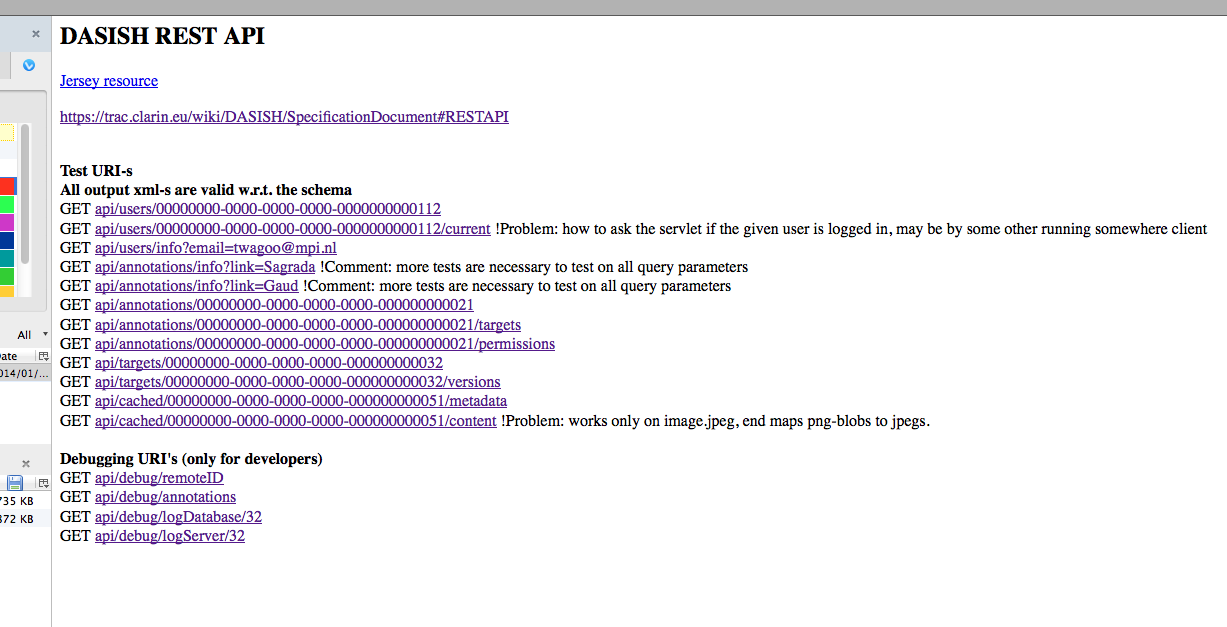 DASISH REST API
Jersey resource
https://trac.clarin.eu/wiki/DASISH/SpecificationDocument#RESTAPI
Test URI-s
All output xml-s are valid w.r.t. the schema
GET api/users/00000000-0000-0000-0000-0000000000112
GET api/users/00000000-0000-0000-0000-0000000000112/current !Problem: how to ask the servlet if the given user is logged in, may be by some other running somewhere client
GET api/users/info?email=twagoo@mpi.nl
GET api/annotations/info?link=Sagrada !Comment: more tests are necessary to test on all query parameters
GET api/annotations/info?link=Gaud !Comment: more tests are necessary to test on all query parameters
GET api/annotations/00000000-0000-0000-0000-000000000021
GET api/annotations/00000000-0000-0000-0000-000000000021/targets
GET api/annotations/00000000-0000-0000-0000-000000000021/permissions
GET api/targets/00000000-0000-0000-0000-000000000032
GET api/targets/00000000-0000-0000-0000-000000000032/versions
GET api/cached/00000000-0000-0000-0000-000000000051/metadata
GET api/cached/00000000-0000-0000-0000-000000000051/content !Problem: works only on image.jpeg, end maps png-blobs to jpegs.
Debugging URI's (only for developers)
GET api/debug/remoteID
GET api/debug/annotations
GET api/debug/logDatabase/32
GET api/debug/logServer/32
All
ate
014/01/...
735 KB
372 KB